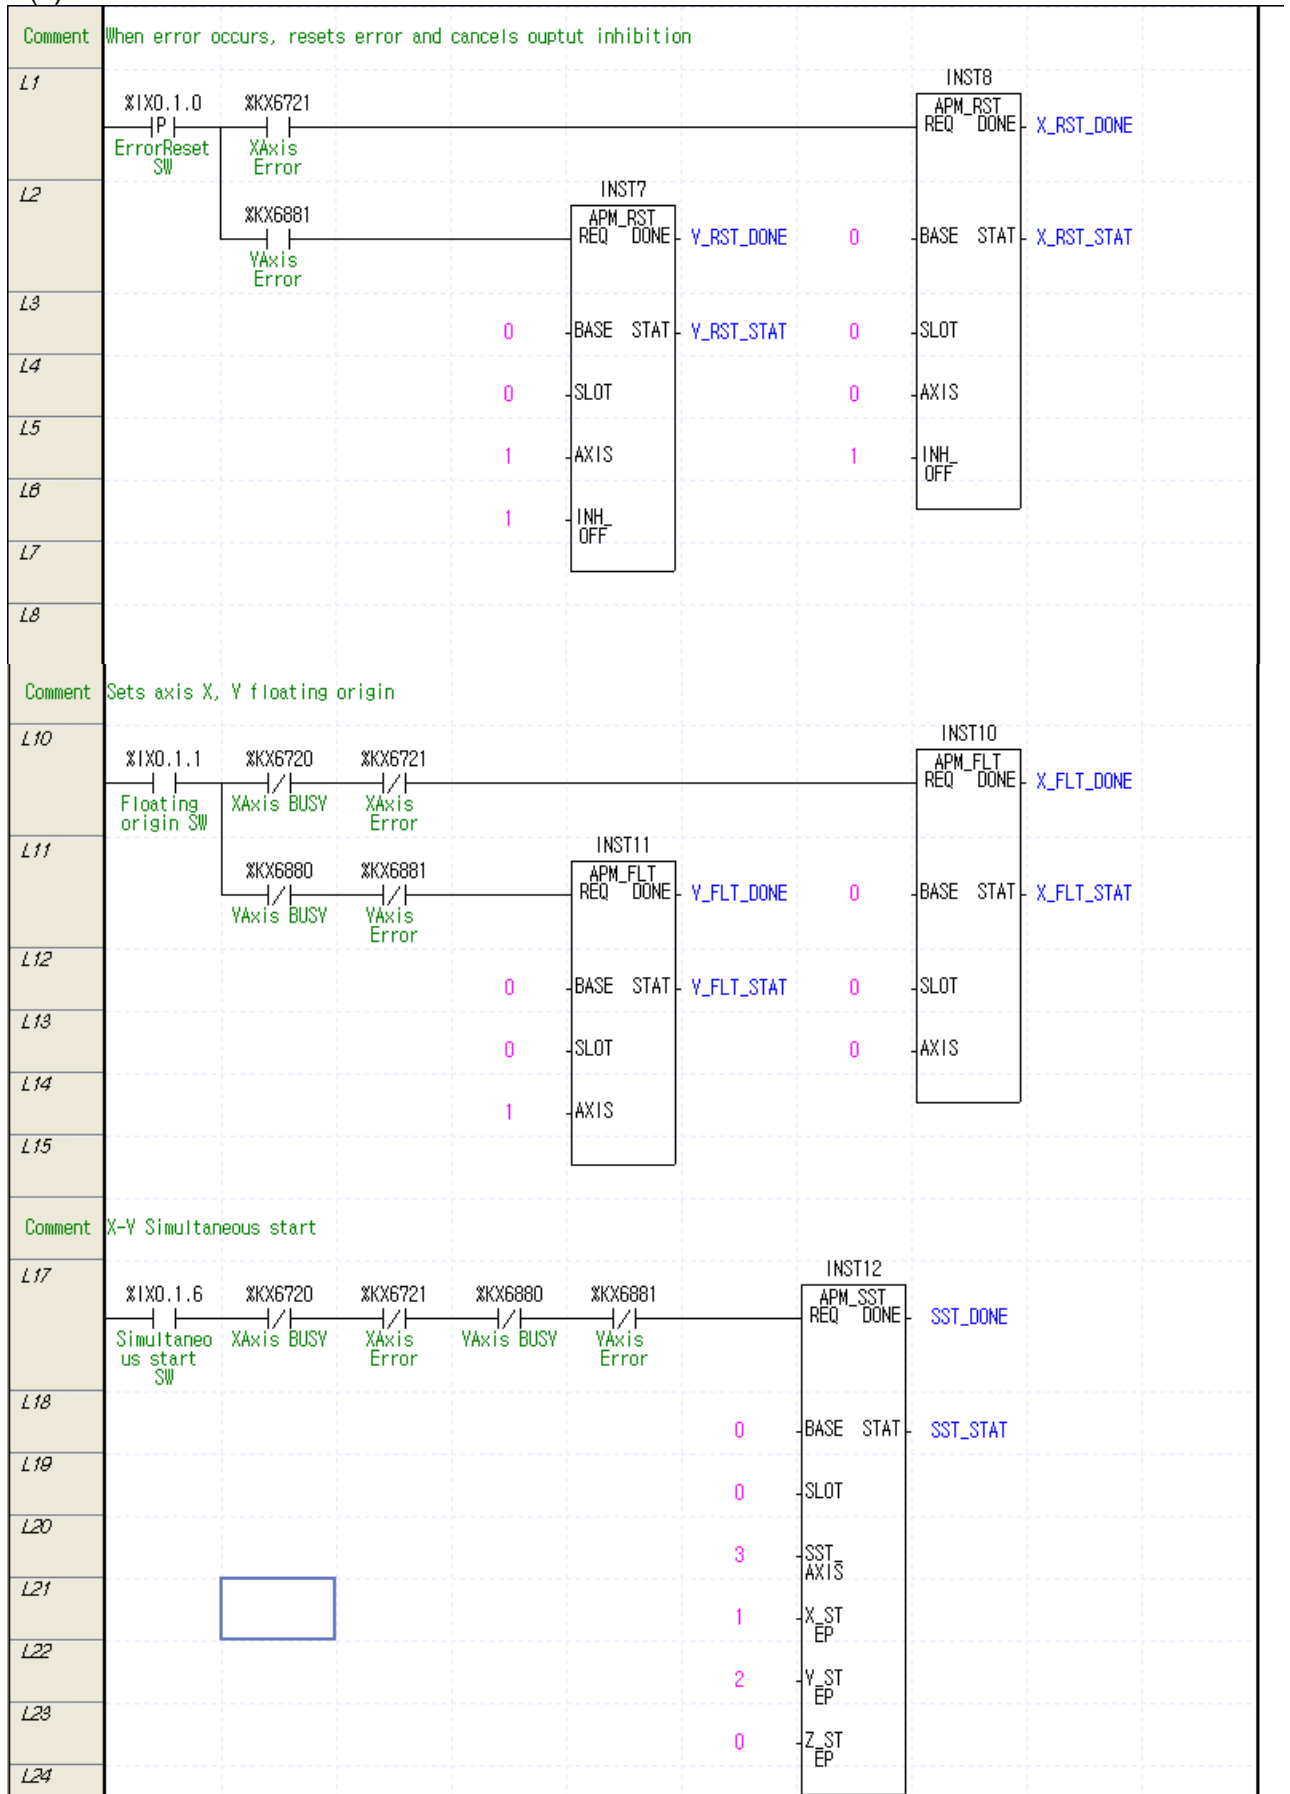 Comment When error occurs, resets error and cancels ouptut inhibition
L1
INST8
%IX0.1.0 %KX6721 APM_RST
P REQ DONE X_RST_DONE
ErrorReset SW XAxis Error
L2
INST7
%KX6881 APM_RST
REQ DONE Y_RST_DONE 0 BASE STAT X_RST_STAT
YAxis Error
L3
0 BASE STAT Y_RST_STAT 0 SLOT
L4
0 SLOT 0 AXIS
L5
1 AXIS 1 INH_OFF
L6
1 INH_OFF
L7
L8
Comment Sets axis X, Y floating origin
L10
INST10
%IX0.1.1 %KX6720 %KX6721 APM_FLT
REQ DONE X_FLT_DONE
Floating origin SW XAxis BUSY XAxis Error
L11
INST11
%KX6880 %KX6881 APM_FLT
REQ DONE Y_FLT_DONE 0 BASE STAT X_FLT_STAT
YAxis BUSY YAxis Error
L12
0 BASE STAT Y_FLT_STAT 0 SLOT
L13
0 SLOT 0 AXIS
L14
1 AXIS
L15
Comment X-Y Simultaneous start
L17
INST12
%IX0.1.6 %KX6720 %KX6721 %KX6880 %KX6881 APM_SST
REQ DONE SST_DONE
Simultaneo us start SW XAxis BUSY XAxis Error YAxis BUSY YAxis Error
L18
0 BASE STAT SST_STAT
L19
0 SLOT
L20
3 SST_AXIS
L21
1 X_ST EP
L22
2 Y_ST EP
L23
0 Z_ST EP
L24